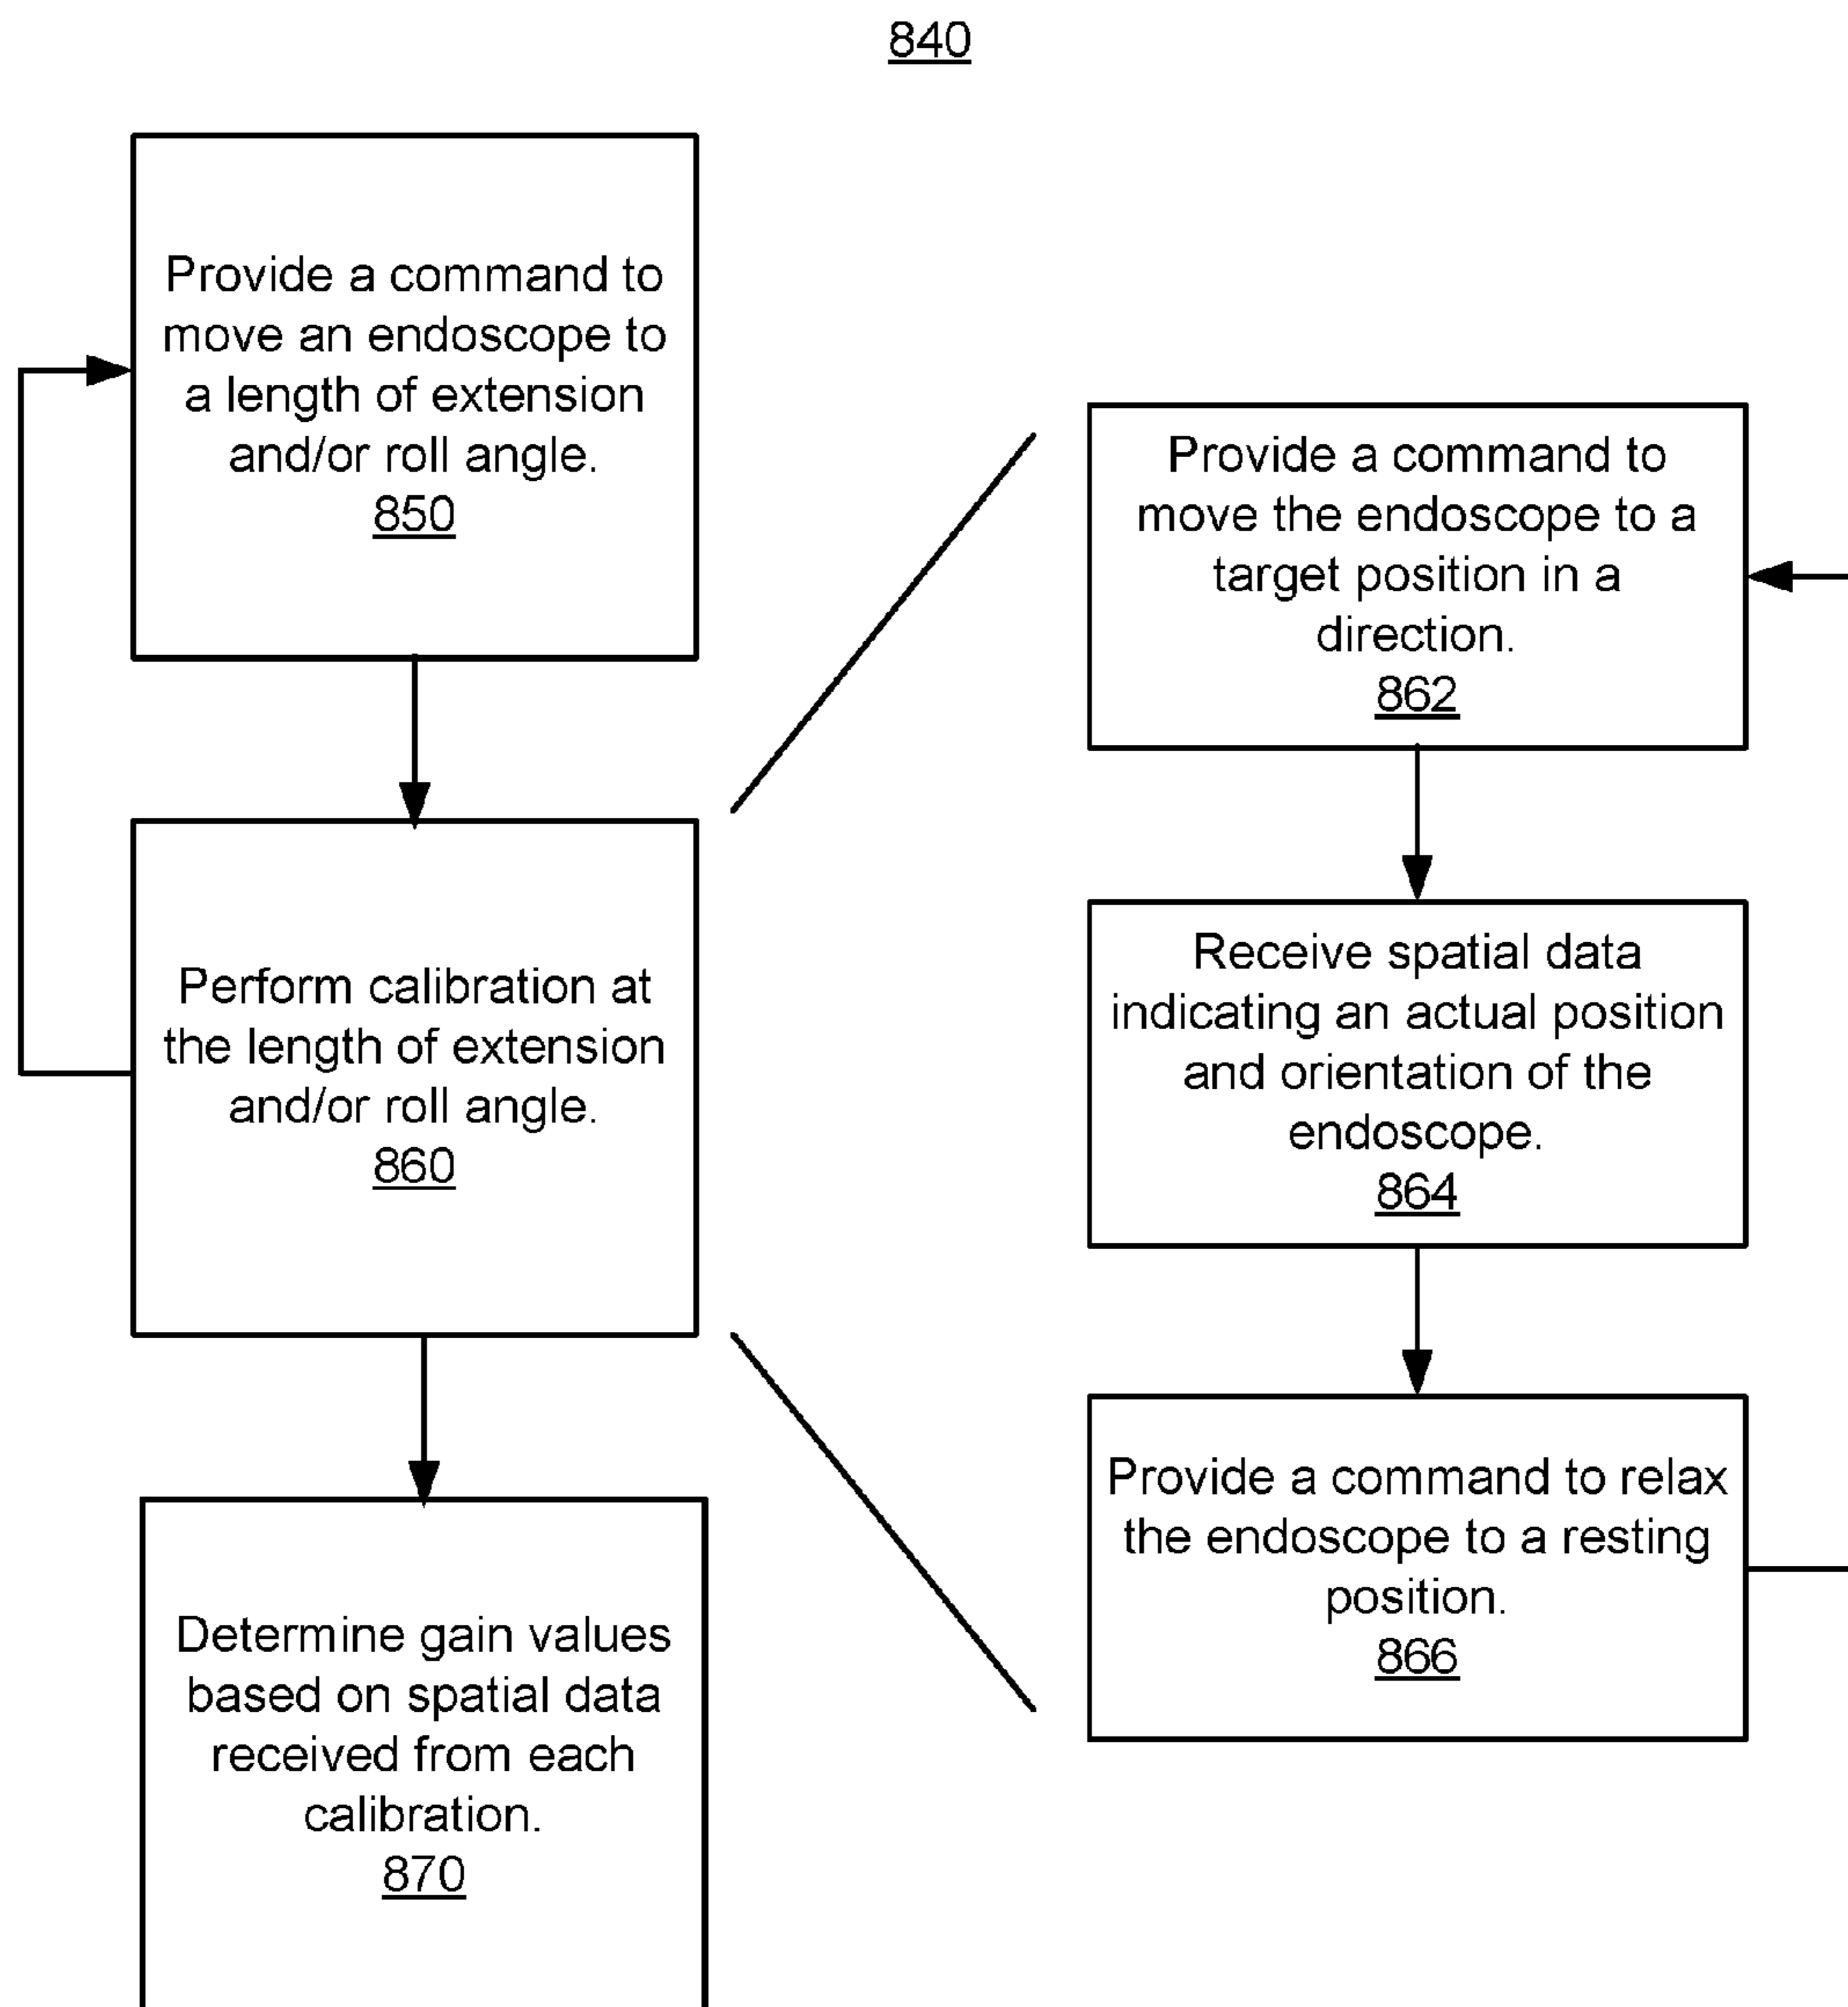 840
Provide a command to
move an endoscope to
a length of extension
and/or roll angle.
850
Perform calibration at
the length of extension
and/or roll angle.
860
Determine gain values
based on spatial data
received from each
calibration.
870
Provide a command to
move the endoscope to a
target position in a
direction.
862
Receive spatial data
indicating an actual position
and orientation of the
endoscope.
864
Provide a command to relax
the endoscope to a resting
position.
866